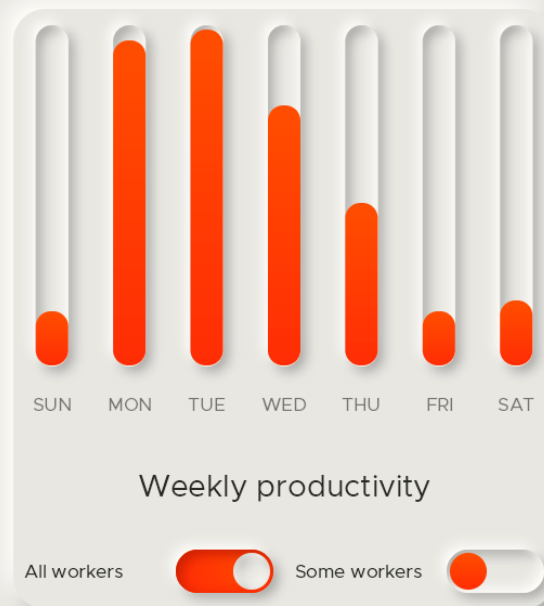 SUN MON TUE WED THU FRI SAT
Weekly productivity
All workers Some workers